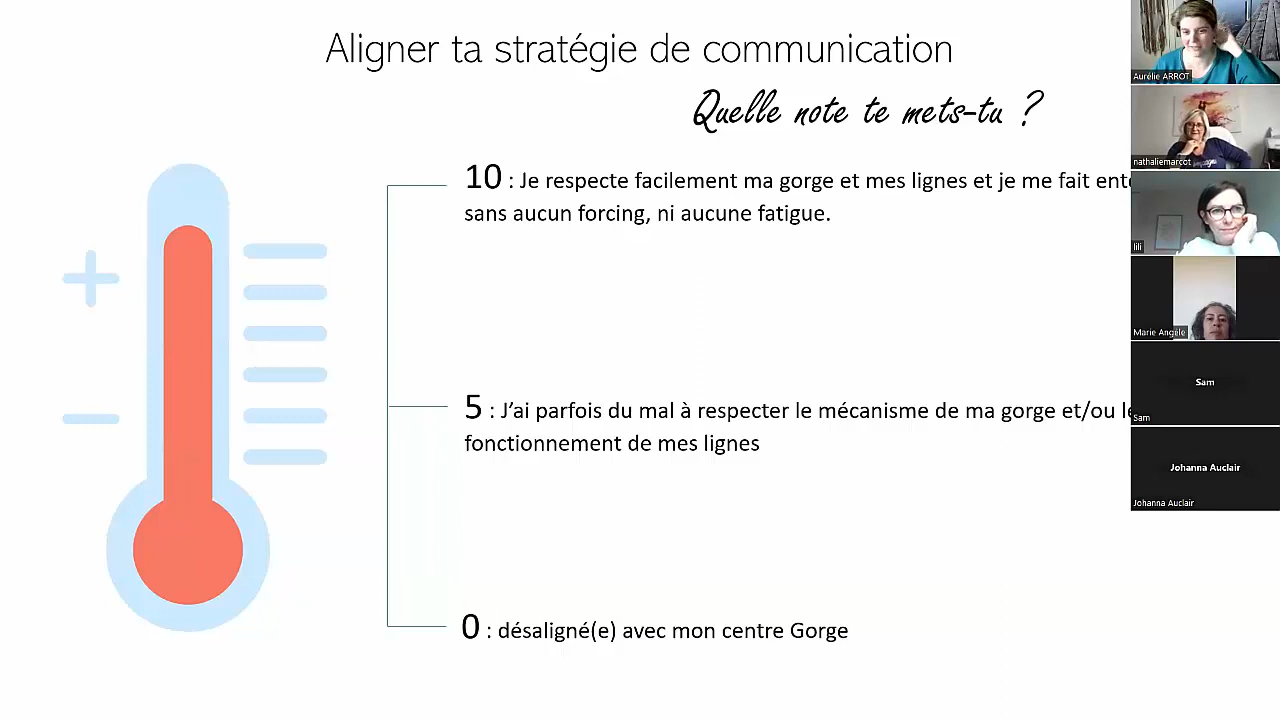 Aligner ta stratégie de communication
Quelle note te mets-tu ?
10 : Je respecte facilement ma gorge et mes lignes et je me fait
sans aucun forcing, ni aucune fatigue.
5 : J’ai parfois du mal à respecter le mécanisme de ma gorge et/ou
fonctionnement de mes lignes
0 : désaligné(e) avec mon centre Gorge
Aurélie ARROT
nathaliemarcot
lili
Marie Angèle
Sam
Sam
Johanna Auclair
Johanna Auclair